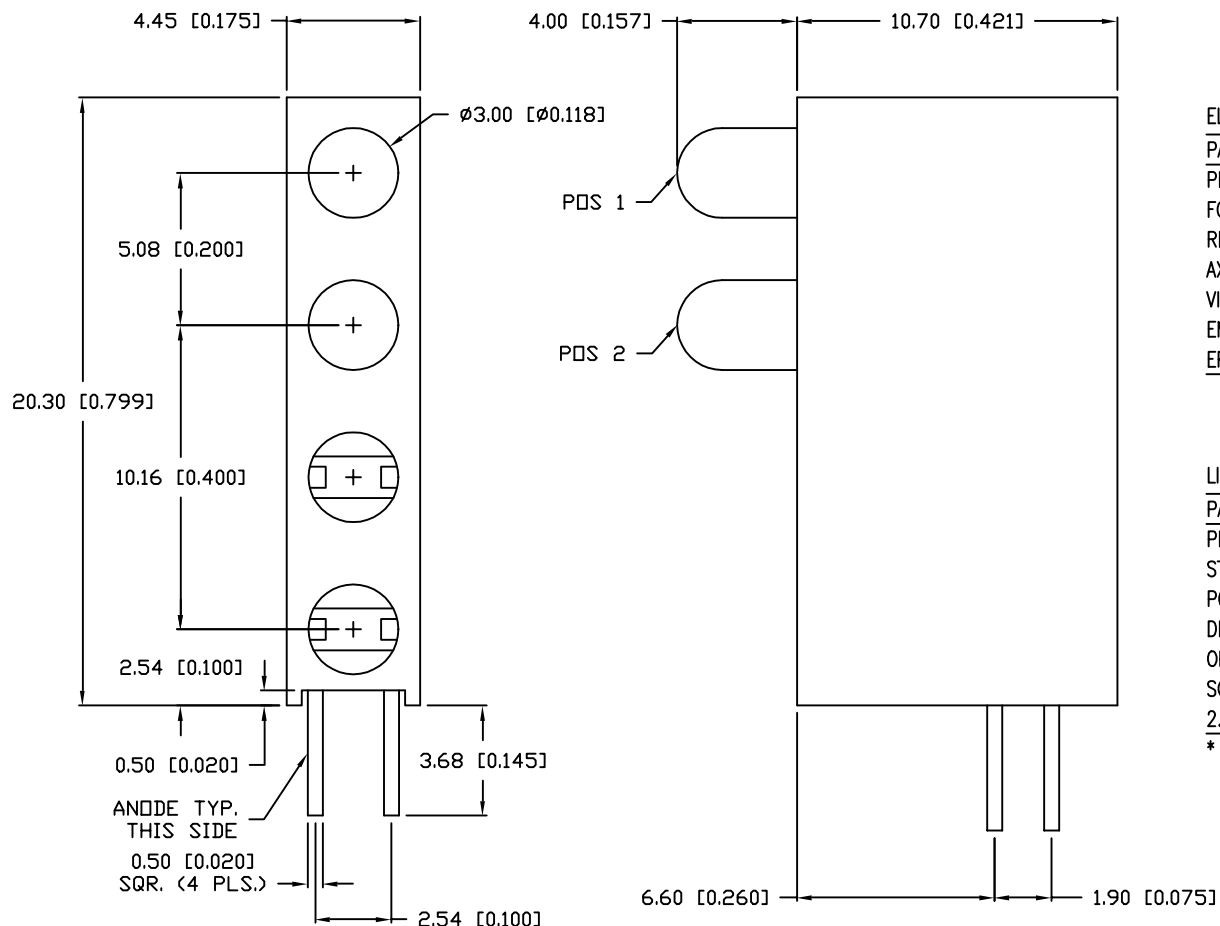 4.45 [0.175]
4.00 [0.157]
10.70 [0.421]
ø3.00 [ø0.118]
POS 1
5.08 [0.200]
POS 2
20.30 [0.799]
10.16 [0.400]
2.54 [0.100]
0.50 [0.020]
3.68 [0.145]
ANODE TYP.
THIS SIDE
0.50 [0.020]
SQR. (4 PLS.)
2.54 [0.100]
6.60 [0.260]
1.90 [0.075]
2.
*